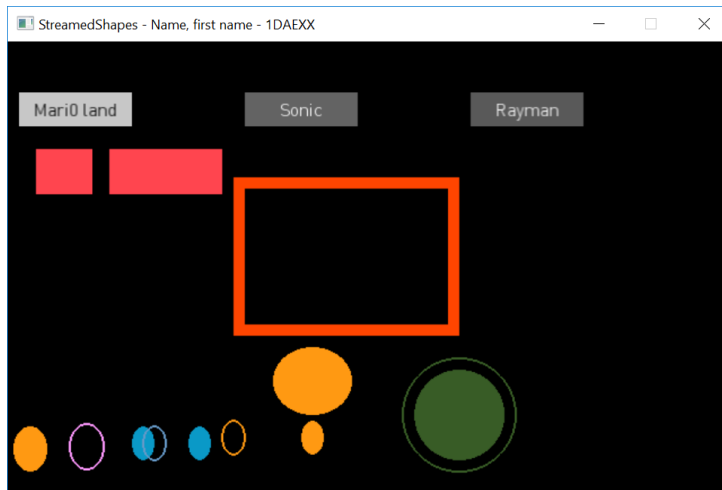 StreamedShapes - Name, first name - 1DAEXX
Mari0 land
Sonic
Rayman